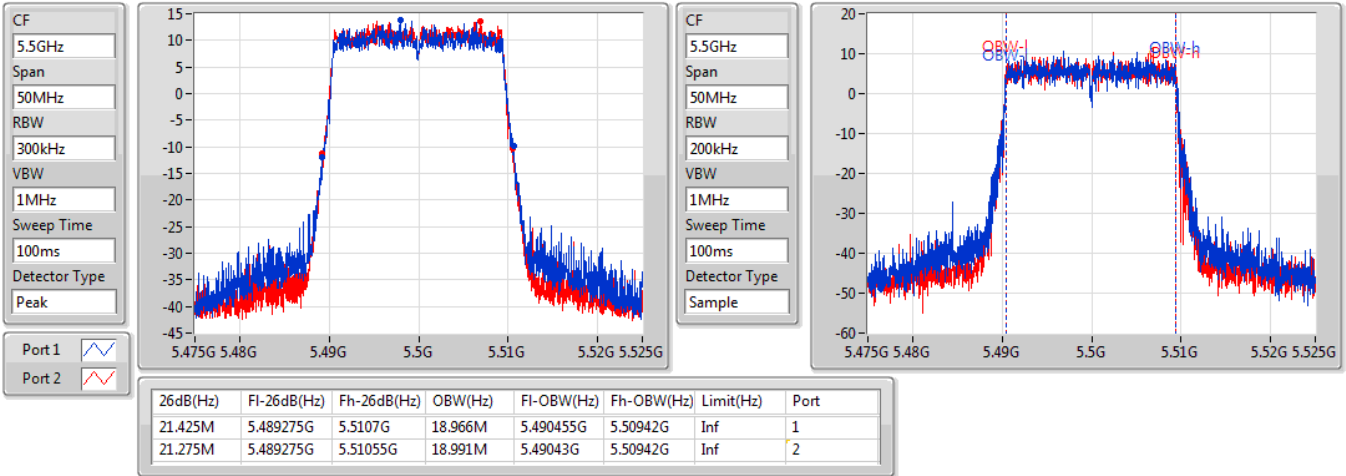 CF
5.5GHz
Span
50MHz
RBW
300kHz
VBW
1MHz
Sweep Time
100ms
Detector Type
Peak
15
10
5
0
-5
-10
-15
-20
-25
-30
-35
-40
-45
5.475G 5.48G 5.49G 5.5G 5.51G 5.52G 5.525G
CF
5.5GHz
Span
50MHz
RBW
200kHz
VBW
1MHz
Sweep Time
100ms
Detector Type
Sample
20
10
0
-10
-20
-30
-40
-50
-60
OBW-l OBW-h
OBW-l OBW-h
5.475G 5.48G 5.49G 5.5G 5.51G 5.52G 5.525G
Port 1
Port 2
26dB(Hz) Fl-26dB(Hz) Fh-26dB(Hz) OBW(Hz) Fl-OBW(Hz) Fh-OBW(Hz) Limit(Hz) Port
21.425M 5.489275G 5.5107G 18.966M 5.490455G 5.50942G Inf 1
21.275M 5.489275G 5.51055G 18.991M 5.49043G 5.50942G Inf 2